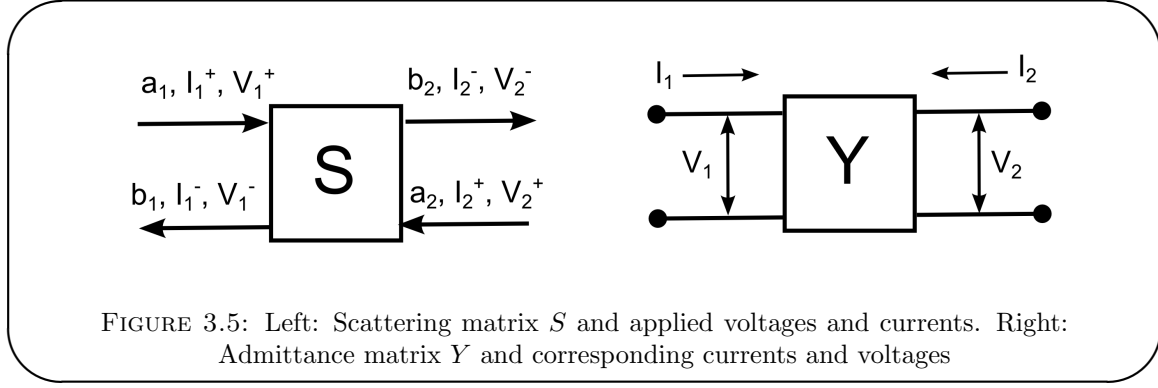 a₁, I₁⁺, V₁⁺
b₂, I₂⁻, V₂⁻
S
b₁, I₁⁻, V₁⁻
a₂, I₂⁺, V₂⁺
I₁
I₂
V₁
Y
V₂
FIGURE 3.5: Left: Scattering matrix S and applied voltages and currents. Right:
Admittance matrix Y and corresponding currents and voltages